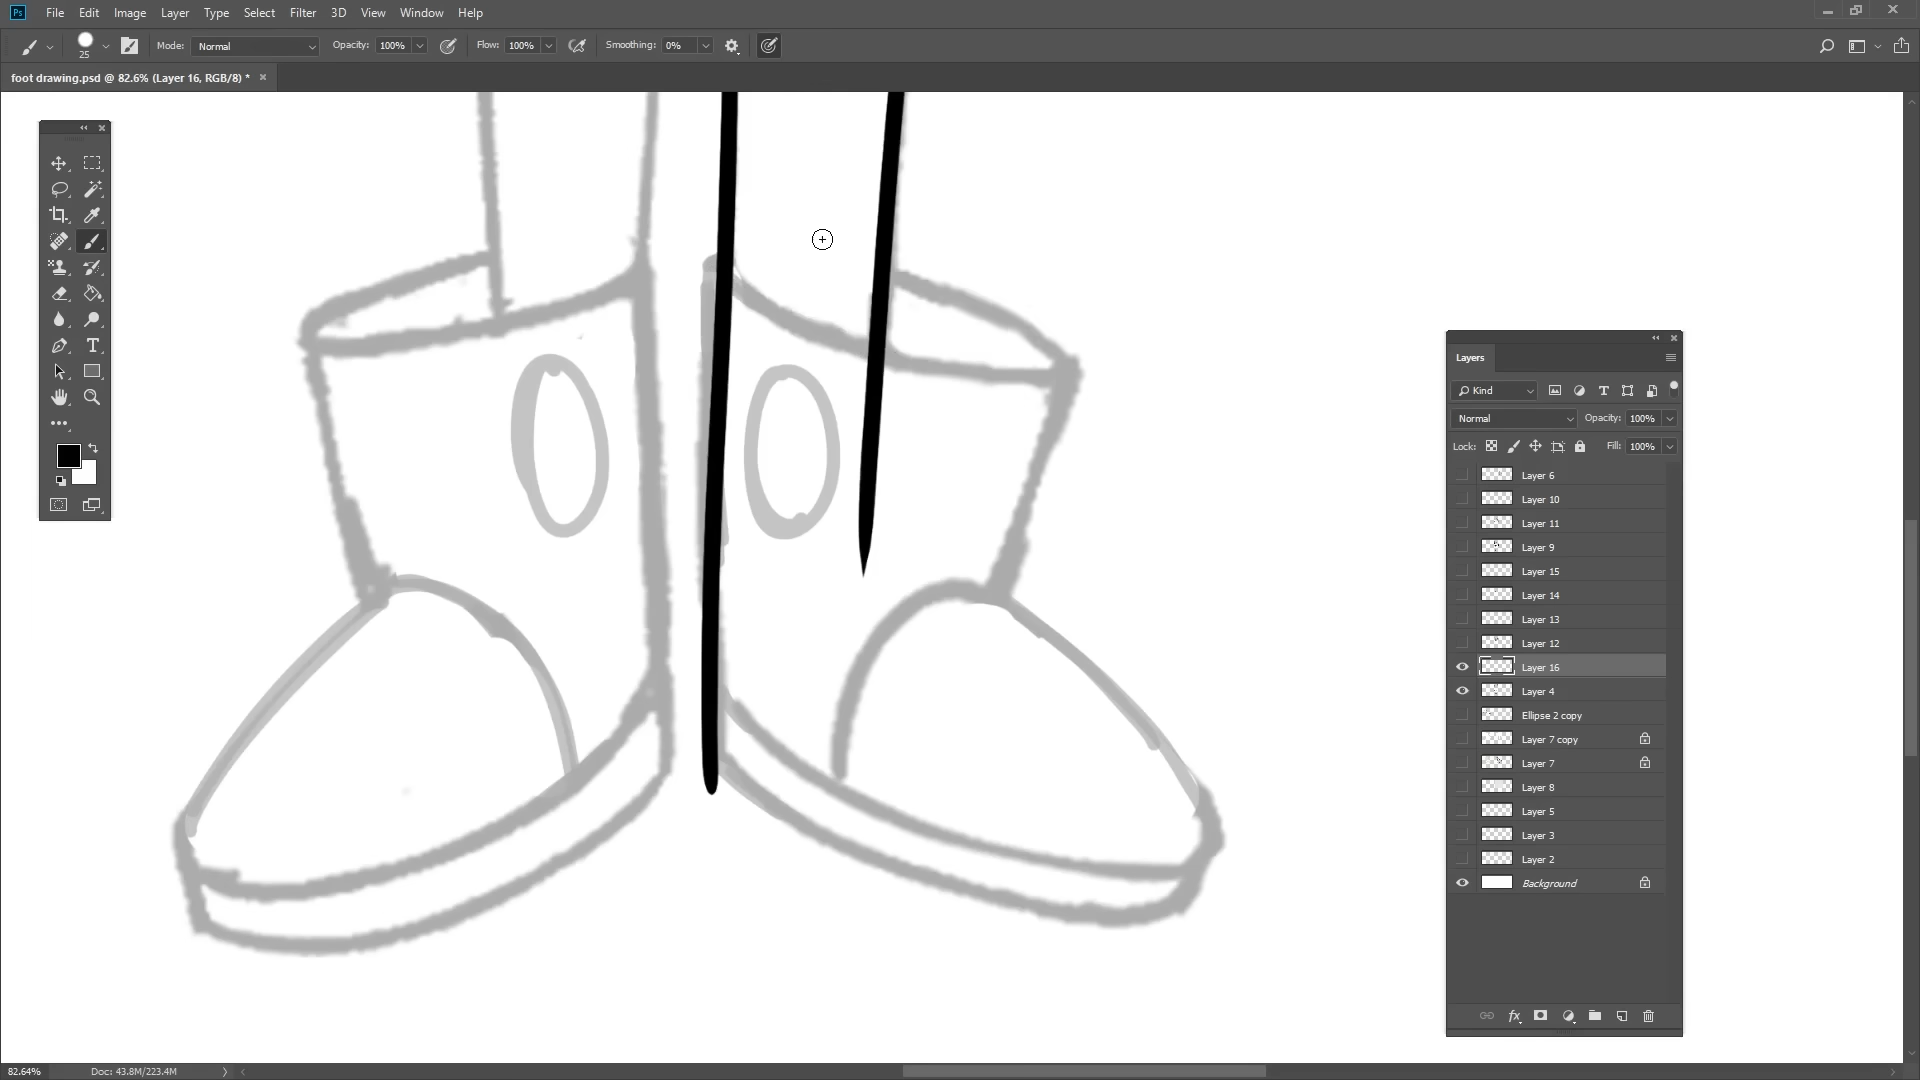 Ps File Edit Image Layer Type Select Filter 3D View Window Help
25 Mode: Normal Opacity: 100% Flow: 100% Smoothing: 0%
foot drawing.psd @ 82.6% (Layer 16, RGB/8) *
T
Layers
Kind T
Normal Opacity: 100%
Lock: Fill: 100%
Layer 6
Layer 10
Layer 11
Layer 9
Layer 15
Layer 14
Layer 13
Layer 12
Layer 16
Layer 4
Ellipse 2 copy
Layer 7 copy
Layer 7
Layer 8
Layer 5
Layer 3
Layer 2
Background
fx
82.64% Doc: 43.8M/223.4M